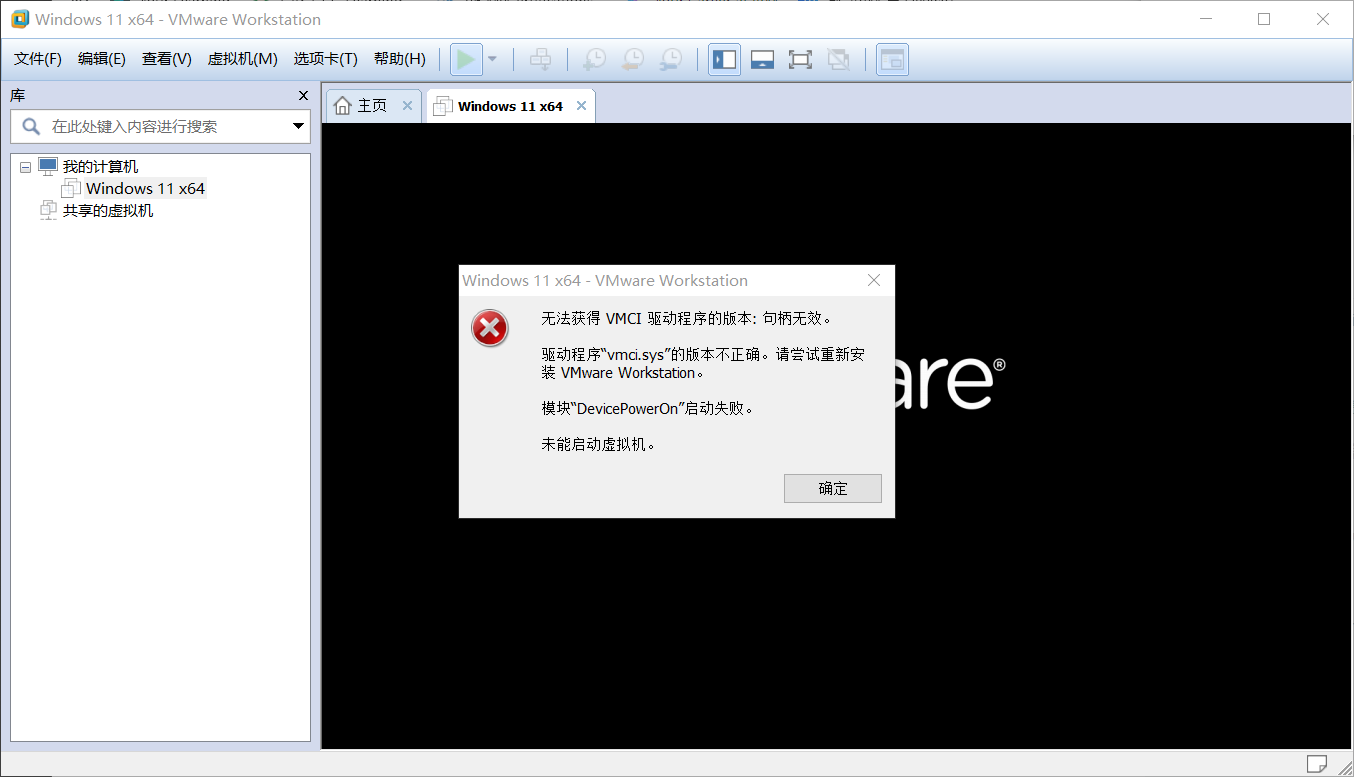 Windows 11 x64 - VMware Workstation
文件(F) 编辑(E) 查看(V) 虚拟机(M) 选项卡(T) 帮助(H)
库
主页
Windows 11 x64
在此处键入内容进行搜索
我的计算机
Windows 11 x64
共享的虚拟机
Windows 11 x64 - VMware Workstation
无法获得 VMCI 驱动程序的版本: 句柄无效。
驱动程序“vmci.sys”的版本不正确。请尝试重新安
装 VMware Workstation。
模块“DevicePowerOn”启动失败。
未能启动虚拟机。
确定
are®